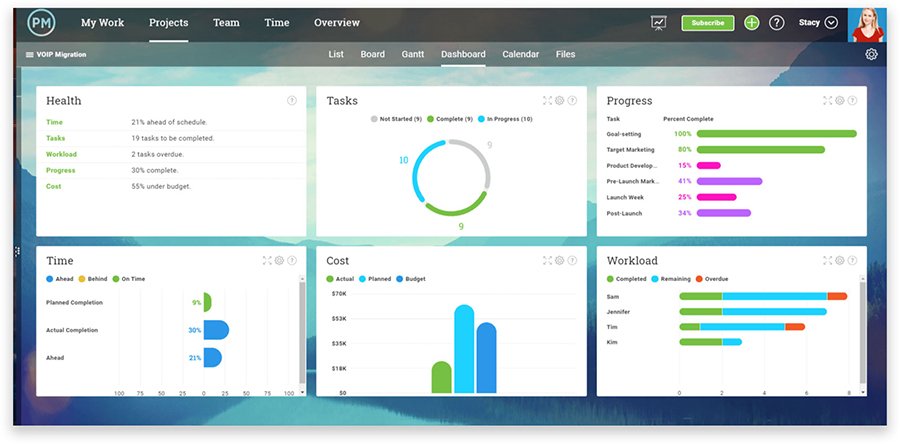 PM My Work Projects Team Time Overview Subscribe ? Stacy
VOIP Migration List Board Gantt Dashboard Calendar Files
Health ?
Time 21% ahead of schedule.
Tasks 19 tasks to be completed.
Workload 2 tasks overdue.
Progress 30% complete.
Cost 55% under budget.
Tasks ?
Not Started (9) Complete (9) In Progress (10)
10 9
9
Progress ?
Task Percent Complete
Goal-setting 100%
Target Marketing 80%
Product Develop... 15%
Pre-Launch Mark... 41%
Launch Week 25%
Post-Launch 34%
Time ?
Ahead Behind On Time
Planned Completion 9%
Actual Completion 30%
Ahead 21%
100 75 50 25 0 25 50 75 100
Cost ?
Actual Planned Budget
$70K
$53K
$35K
$18K
$0
Workload ?
Completed Remaining Overdue
Sam
Jennifer
Tim
Kim
0 2 4 6 8